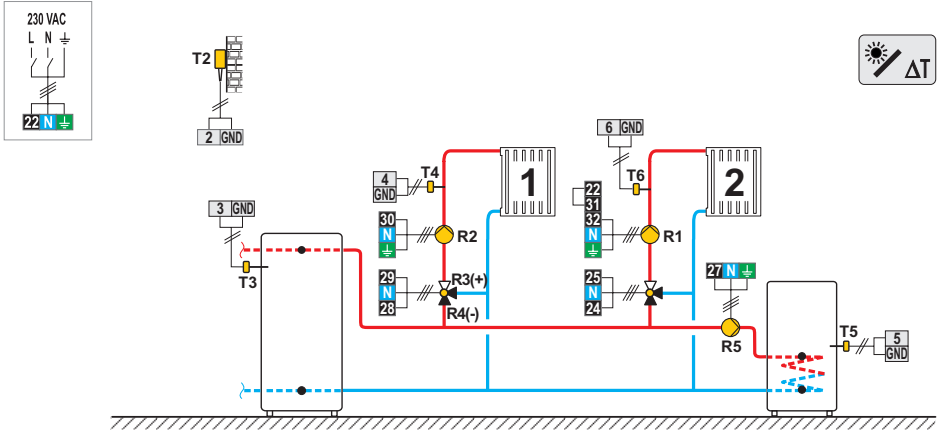 230 VAC
L N
22 N
T2
2 GND
ΔT
6 GND
4
GND
T4
1
T6
2
22
31
3 GND
30
N
R2
32
N
R1
T3
29
N
28
R3(+)
R4(-)
25
N
24
27 N
R5
T5
5
GND